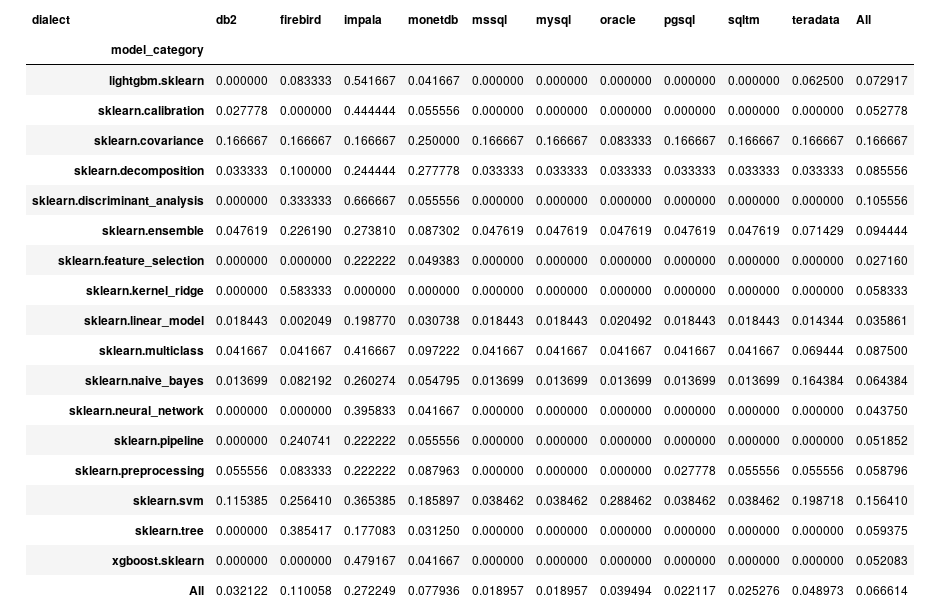 dialect db2 firebird impala monetdb mssql mysql oracle pgsql sqltm teradata All
model_category
lightgbm.sklearn 0.000000 0.083333 0.541667 0.041667 0.000000 0.000000 0.000000 0.000000 0.000000 0.062500 0.072917
sklearn.calibration 0.027778 0.000000 0.444444 0.055556 0.000000 0.000000 0.000000 0.000000 0.000000 0.000000 0.052778
sklearn.covariance 0.166667 0.166667 0.166667 0.250000 0.166667 0.166667 0.083333 0.166667 0.166667 0.166667 0.166667
sklearn.decomposition 0.033333 0.100000 0.244444 0.277778 0.033333 0.033333 0.033333 0.033333 0.033333 0.033333 0.085556
sklearn.discriminant_analysis 0.000000 0.333333 0.666667 0.055556 0.000000 0.000000 0.000000 0.000000 0.000000 0.000000 0.105556
sklearn.ensemble 0.047619 0.226190 0.273810 0.087302 0.047619 0.047619 0.047619 0.047619 0.047619 0.071429 0.094444
sklearn.feature_selection 0.000000 0.000000 0.222222 0.049383 0.000000 0.000000 0.000000 0.000000 0.000000 0.000000 0.027160
sklearn.kernel_ridge 0.000000 0.583333 0.000000 0.000000 0.000000 0.000000 0.000000 0.000000 0.000000 0.000000 0.058333
sklearn.linear_model 0.018443 0.002049 0.198770 0.030738 0.018443 0.018443 0.020492 0.018443 0.018443 0.014344 0.035861
sklearn.multiclass 0.041667 0.041667 0.416667 0.097222 0.041667 0.041667 0.041667 0.041667 0.041667 0.069444 0.087500
sklearn.naive_bayes 0.013699 0.082192 0.260274 0.054795 0.013699 0.013699 0.013699 0.013699 0.013699 0.164384 0.064384
sklearn.neural_network 0.000000 0.000000 0.395833 0.041667 0.000000 0.000000 0.000000 0.000000 0.000000 0.000000 0.043750
sklearn.pipeline 0.000000 0.240741 0.222222 0.055556 0.000000 0.000000 0.000000 0.000000 0.000000 0.000000 0.051852
sklearn.preprocessing 0.055556 0.083333 0.222222 0.087963 0.000000 0.000000 0.000000 0.027778 0.055556 0.055556 0.058796
sklearn.svm 0.115385 0.256410 0.365385 0.185897 0.038462 0.038462 0.288462 0.038462 0.038462 0.198718 0.156410
sklearn.tree 0.000000 0.385417 0.177083 0.031250 0.000000 0.000000 0.000000 0.000000 0.000000 0.000000 0.059375
xgboost.sklearn 0.000000 0.000000 0.479167 0.041667 0.000000 0.000000 0.000000 0.000000 0.000000 0.000000 0.052083
All 0.032122 0.110058 0.272249 0.077936 0.018957 0.018957 0.039494 0.022117 0.025276 0.048973 0.066614